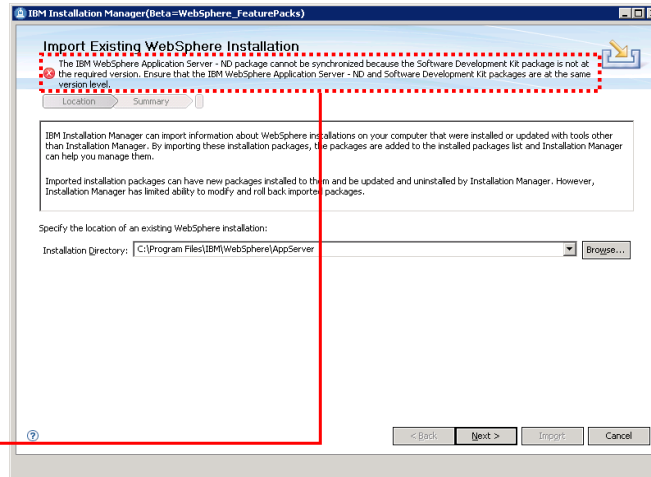 IBM Installation Manager(Beta=WebSphere_FeaturePacks)
Import Existing WebSphere Installation
The IBM WebSphere Application Server - ND package cannot be synchronized because the Software Development Kit package is not at
the required version. Ensure that the IBM WebSphere Application Server - ND and Software Development Kit packages are at the same
version level.
Location Summary
IBM Installation Manager can import information about WebSphere installations on your computer that were installed or updated with tools other
than Installation Manager. By importing these installation packages, the packages are added to the installed packages list and Installation Manager
can help you manage them.
Imported installation packages can have new packages installed to them and be updated and uninstalled by Installation Manager. However,
Installation Manager has limited ability to modify and roll back imported packages.
Specify the location of an existing WebSphere installation:
Installation Directory: C:\Program Files\IBM\WebSphere\AppServer Browse...
? < Back Next > Import Cancel